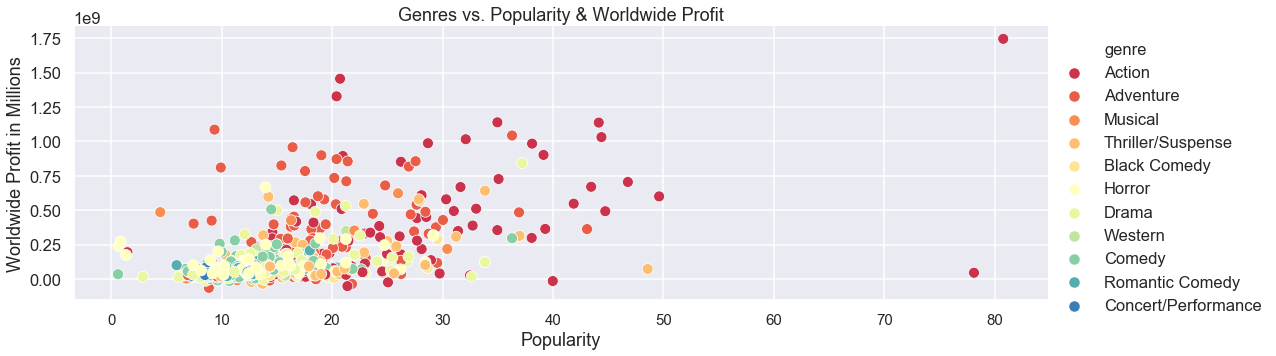 Genres vs. Popularity & Worldwide Profit
1e9
1.75
1.50
1.25
1.00
0.75
0.50
0.25
0.00
Worldwide Profit in Millions
0 10 20 30 40 50 60 70 80
Popularity
genre
Action
Adventure
Musical
Thriller/Suspense
Black Comedy
Horror
Drama
Western
Comedy
Romantic Comedy
Concert/Performance